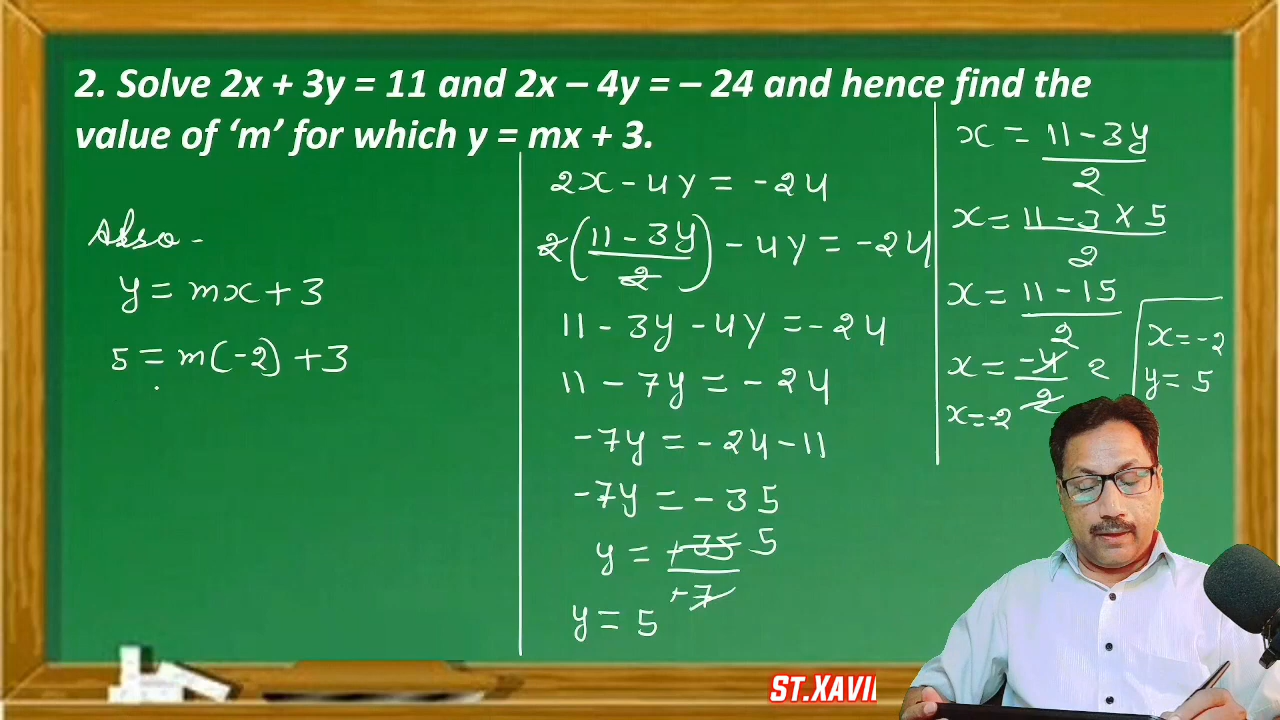 2. Solve 2x + 3y = 11 and 2x – 4y = – 24 and hence find the
value of ‘m’ for which y = mx + 3.
Also -
y = mx + 3
5 = m(-2) + 3
2x - 4y = -24
2(11 - 3y/2) - 4y = -24
11 - 3y - 4y = -24
11 - 7y = -24
-7y = -24 - 11
-7y = -35
y = +35/+7 5
y = 5
x = 11 - 3y/2
x = 11 - 3 × 5/2
x = 11 - 15/2
x = -4/2 2
x = -2
x = -2
y = 5
ST.XAVI